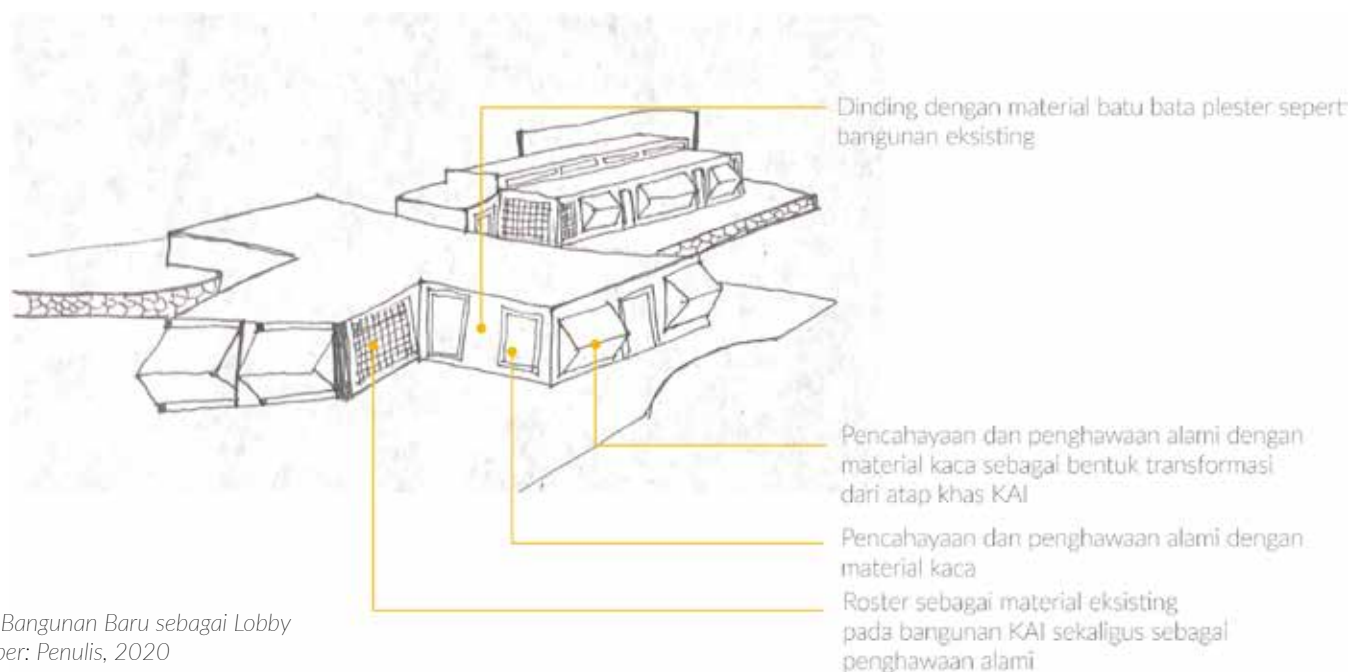 Dinding dengan material batu bata plester sepert
bangunan eksisting
Pencahayaan dan penghawaan alami dengan
material kaca sebagai bentuk transformasi
dari atap khas KAI
Pencahayaan dan penghawaan alami dengan
material kaca
Roster sebagai material eksisting
pada bangunan KAI sekaligus sebagai
penghawaan alami
Bangunan Baru sebagai Lobby
ber: Penulis, 2020